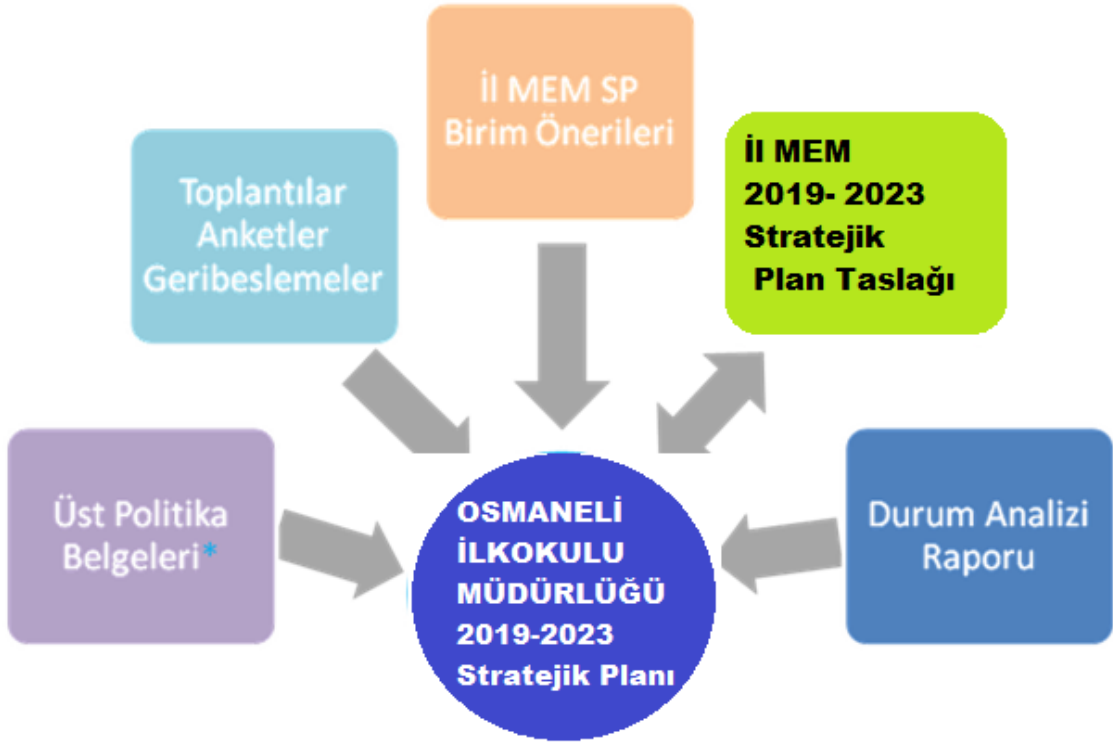 İl MEM SP
Birim Önerileri
Toplantılar
Anketler
Geribeslemeler
İl MEM
2019- 2023
Stratejik
Plan Taslağı
Üst Politika
Belgeleri*
OSMANELİ
İLKOKULU
MÜDÜRLÜĞÜ
2019-2023
Stratejik Planı
Durum Analizi
Raporu